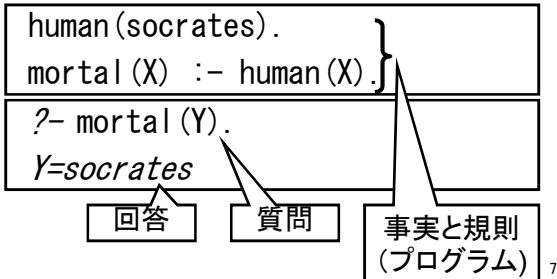 human(socrates).
mortal(X) :- human(X).
?- mortal(Y).
Y=socrates
回答
質問
事実と規則
(プログラム)
7